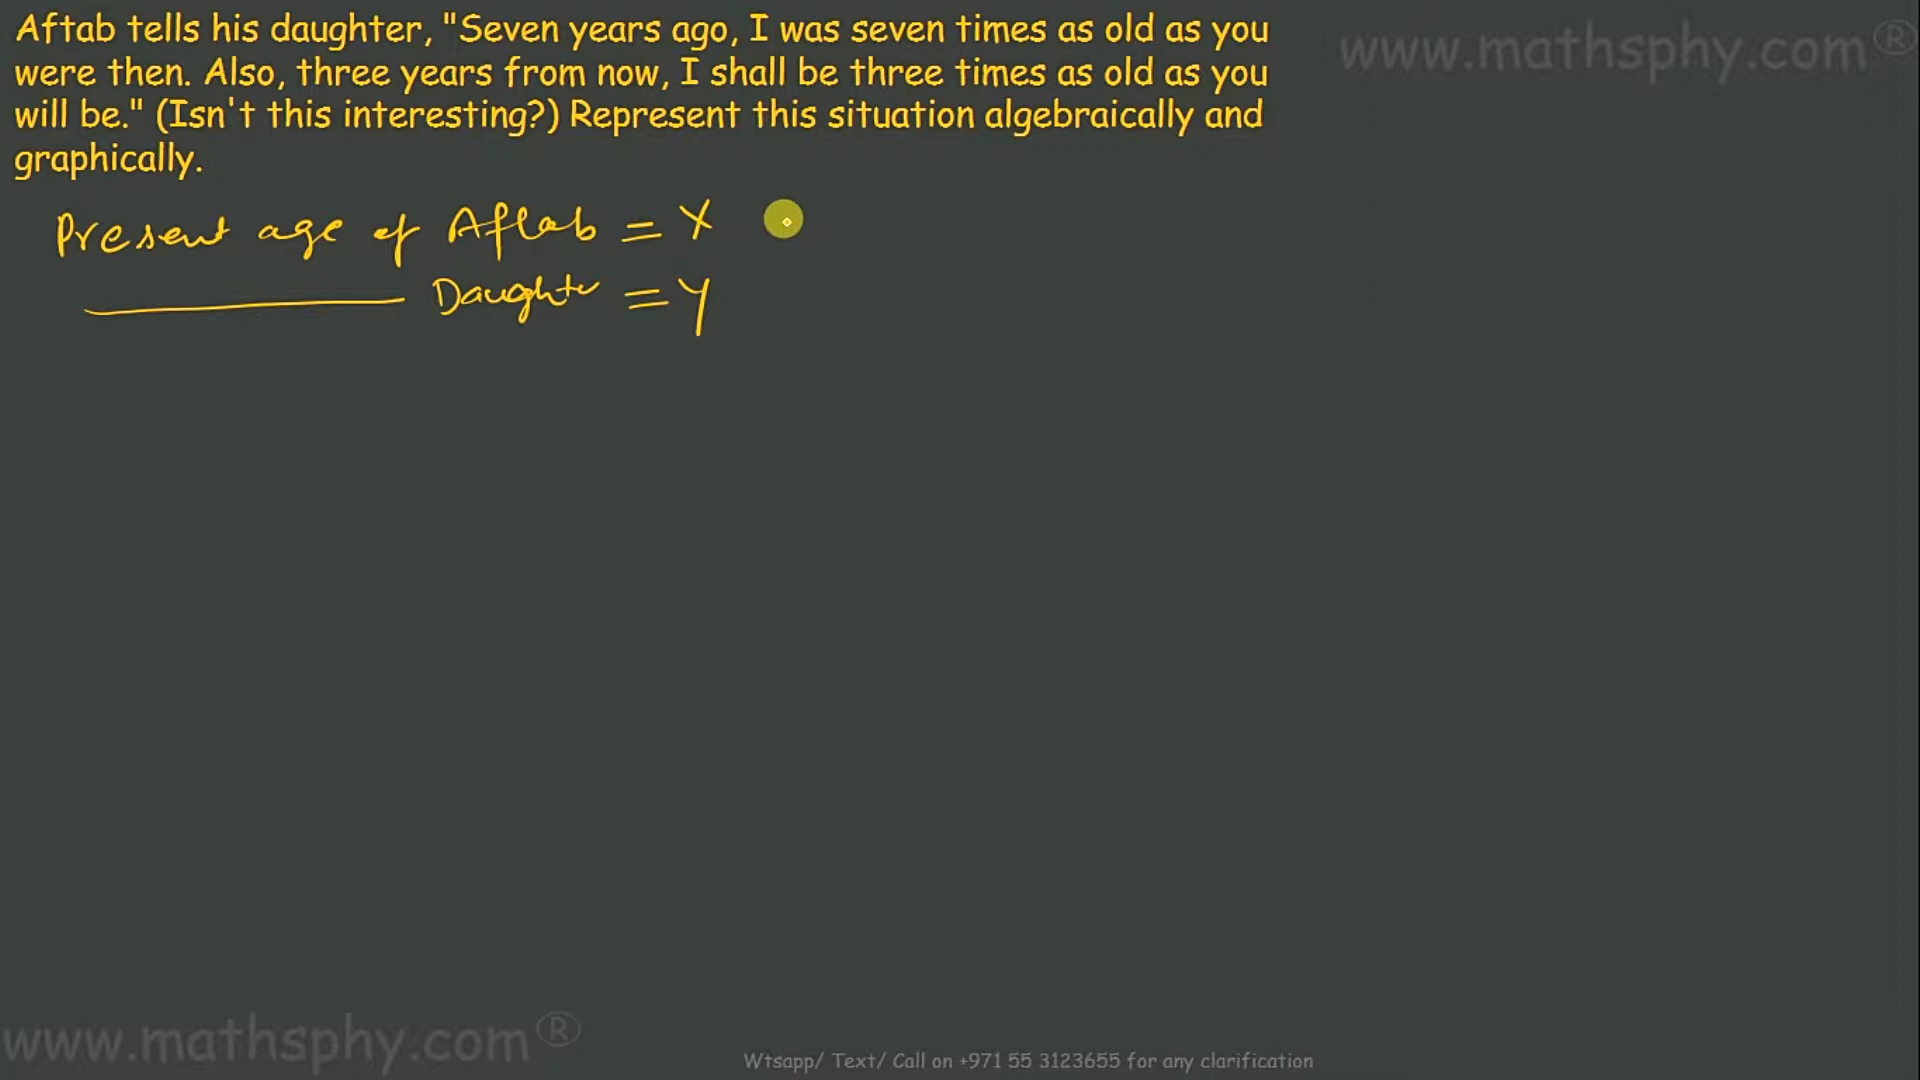 Aftab tells his daughter, "Seven years ago, I was seven times as old as you
were then. Also, three years from now, I shall be three times as old as you
will be." (Isn't this interesting?) Represent this situation algebraically and
graphically.
www.mathsphy.com®
Present age of Aftab = X
Daughter = Y
www.mathsphy.com®
Wtsapp/ Text/ Call on +971 55 3123655 for any clarification